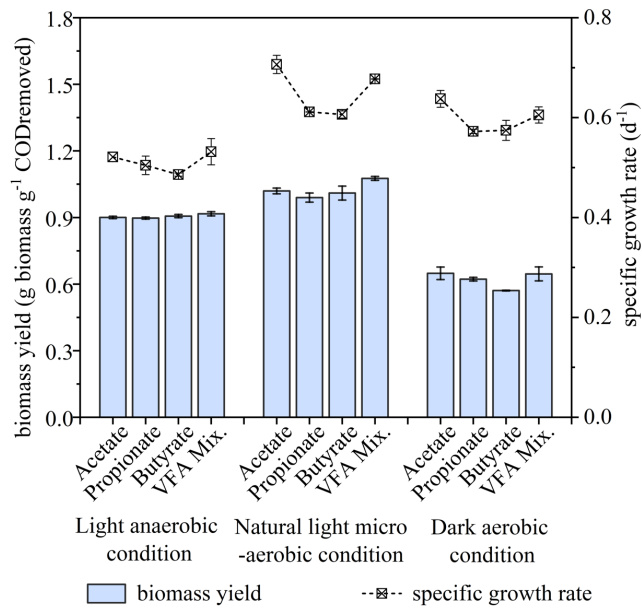 biomass yield (g biomass g-1 CODremoved)
1.8
1.5
1.2
0.9
0.6
0.3
0.0
0.8
0.6
0.4
0.2
0.0
specific growth rate (d-1)
Acetate
Propionate
Butyrate
VFA Mix.
Acetate
Propionate
Butyrate
VFA Mix.
Acetate
Propionate
Butyrate
VFA Mix.
Light anaerobic
condition
Natural light micro
-aerobic condition
Dark aerobic
condition
biomass yield
specific growth rate